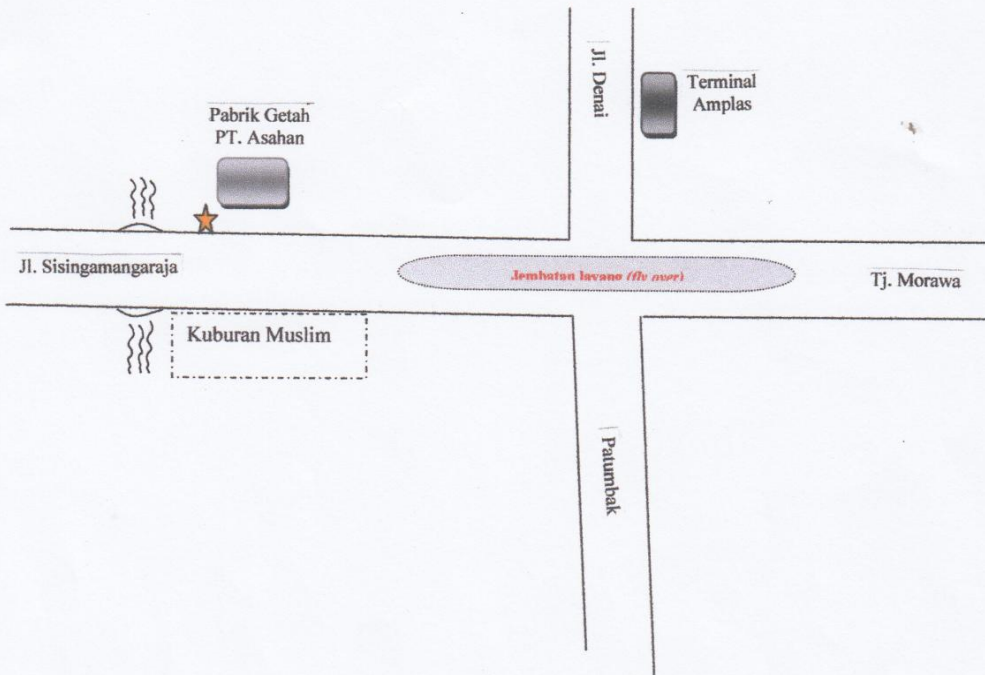 Jl. Denai
Terminal
Amplas
Pabrik Getah
PT. Asahan
Jl. Sisingamangaraja
Jembatan layang (fly over)
Tj. Morawa
Kuburan Muslim
Patumbak